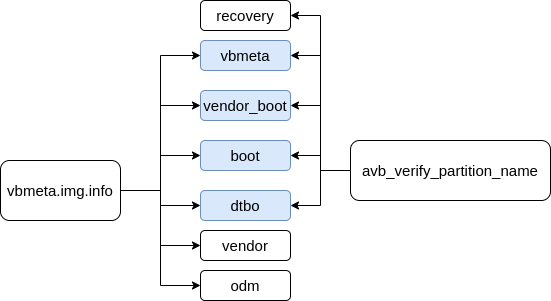 recovery
vbmeta
vendor_boot
boot
avb_verify_partition_name
vbmeta.img.info
dtbo
vendor
odm